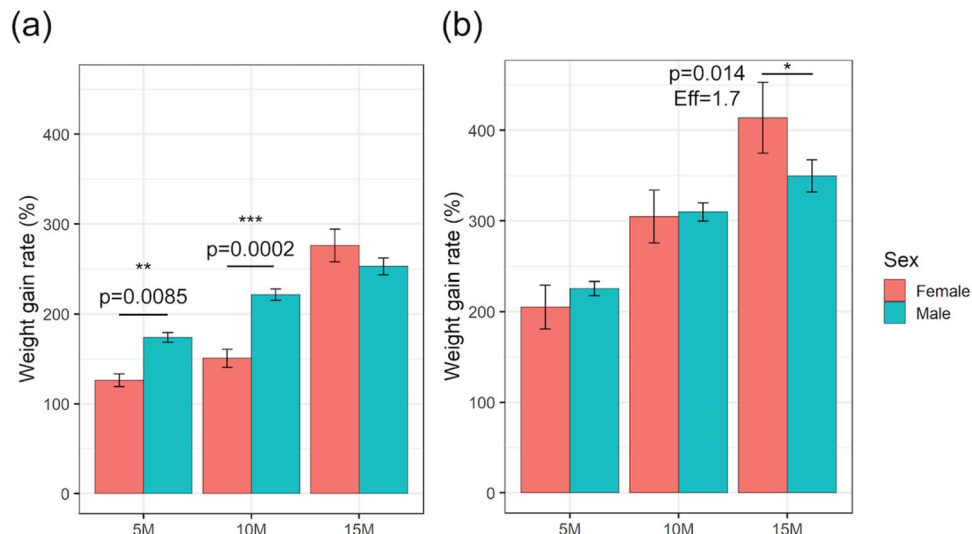 (a)
Weight gain rate (%)
400
300
200
100
0
**
p=0.0085
***
p=0.0002
5M
10M
15M
(b)
Weight gain rate (%)
400
300
200
100
0
p=0.014
Eff=1.7
*
5M
10M
15M
Sex
Female
Male